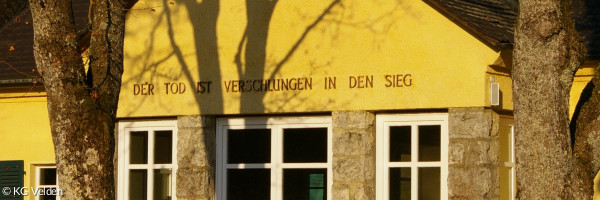 DER TOD IST VERSCHLUNGEN IN DEN SIEG
© KG Velden